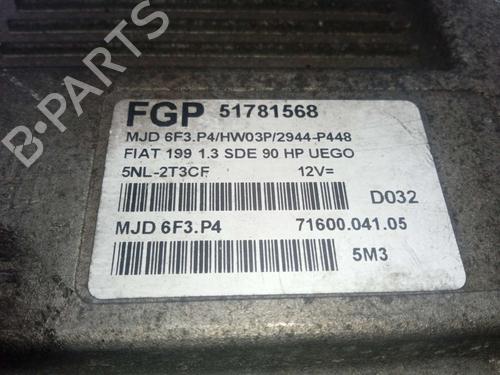 B-PARTS
FGP 51781568
MJD 6F3.P4/HW03P/2944-P448
FIAT 199 1.3 SDE 90 HP UEGO
5NL-2T3CF 12V=
D032
MJD 6F3.P4 71600.041.05
5M3